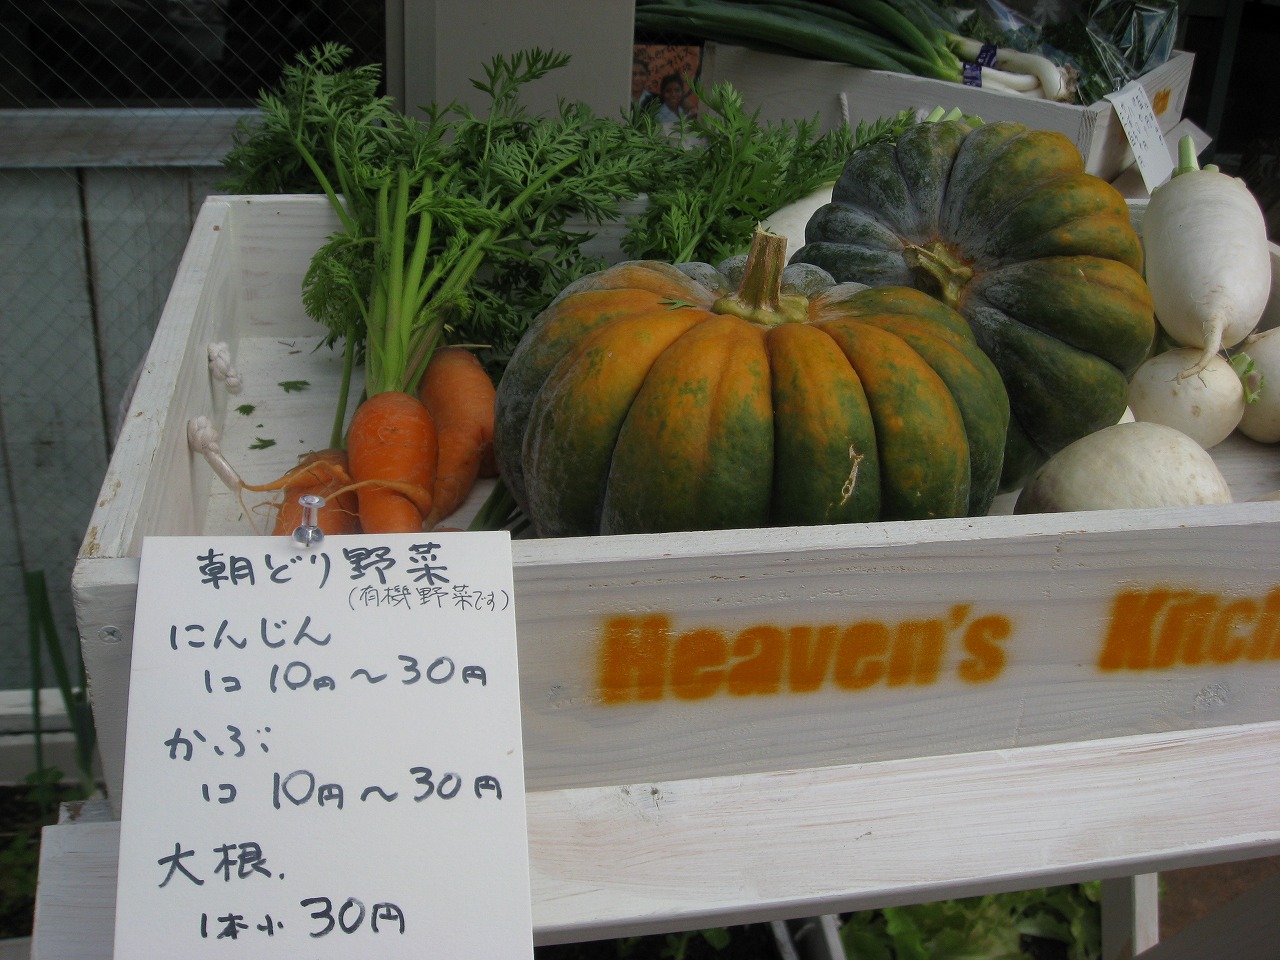 朝どり野菜
(有機野菜です)
にんじん
1コ 10円〜30円
かぶ
1コ 10円〜30円
大根.
1本小 30円
Heaven's Kitch